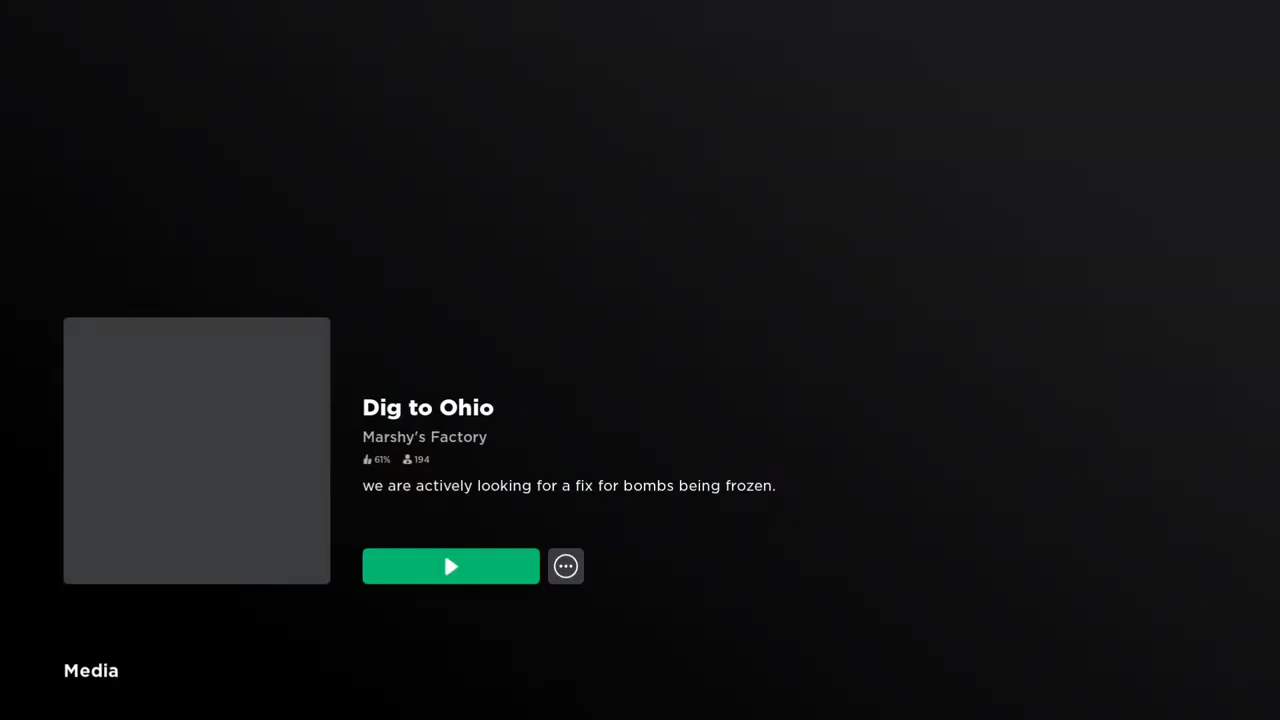 Dig to Ohio
Marshy's Factory
61% 194
we are actively looking for a fix for bombs being frozen.
Media